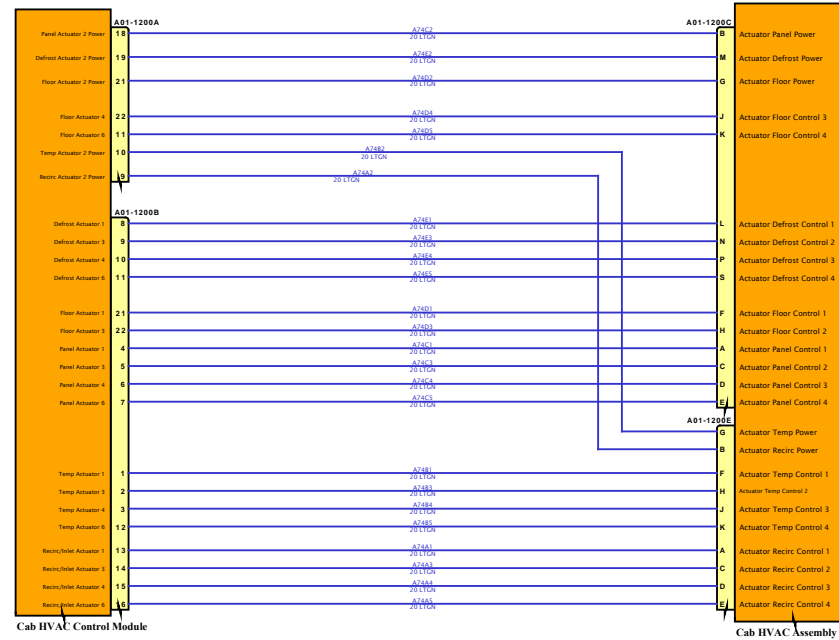 A01-1200A A01-1200C
Panel Actuator 2 Power 18 A74C2 20 LTGN B Actuator Panel Power
Defrost Actuator 2 Power 19 A74E2 20 LTGN M Actuator Defrost Power
Floor Actuator 2 Power 21 A74D2 20 LTGN G Actuator Floor Power
Floor Actuator 4 22 A74D4 20 LTGN J Actuator Floor Control 3
Floor Actuator 6 11 A74D5 20 LTGN K Actuator Floor Control 4
Temp Actuator 2 Power 10 A74B2 20 LTGN
Recirc Actuator 2 Power 9 A74A2 20 LTGN
A01-1200B
Defrost Actuator 1 8 A74E1 20 LTGN L Actuator Defrost Control 1
Defrost Actuator 3 9 A74E3 20 LTGN N Actuator Defrost Control 2
Defrost Actuator 4 10 A74E4 20 LTGN P Actuator Defrost Control 3
Defrost Actuator 6 11 A74E5 20 LTGN S Actuator Defrost Control 4
Floor Actuator 1 21 A74D1 20 LTGN F Actuator Floor Control 1
Floor Actuator 3 22 A74D3 20 LTGN H Actuator Floor Control 2
Panel Actuator 1 4 A74C1 20 LTGN A Actuator Panel Control 1
Panel Actuator 3 5 A74C3 20 LTGN C Actuator Panel Control 2
Panel Actuator 4 6 A74C4 20 LTGN D Actuator Panel Control 3
Panel Actuator 6 7 A74C5 20 LTGN E Actuator Panel Control 4
A01-1200E
G Actuator Temp Power
B Actuator Recirc Power
Temp Actuator 1 1 A74B1 20 LTGN F Actuator Temp Control 1
Temp Actuator 3 2 A74B3 20 LTGN H Actuator Temp Control 2
Temp Actuator 4 3 A74B4 20 LTGN J Actuator Temp Control 3
Temp Actuator 6 12 A74B5 20 LTGN K Actuator Temp Control 4
Recirc/Inlet Actuator 1 13 A74A1 20 LTGN A Actuator Recirc Control 1
Recirc/Inlet Actuator 3 14 A74A3 20 LTGN C Actuator Recirc Control 2
Recirc/Inlet Actuator 4 15 A74A4 20 LTGN D Actuator Recirc Control 3
Recirc/Inlet Actuator 6 16 A74A5 20 LTGN E Actuator Recirc Control 4
Cab HVAC Control Module Cab HVAC Assembly